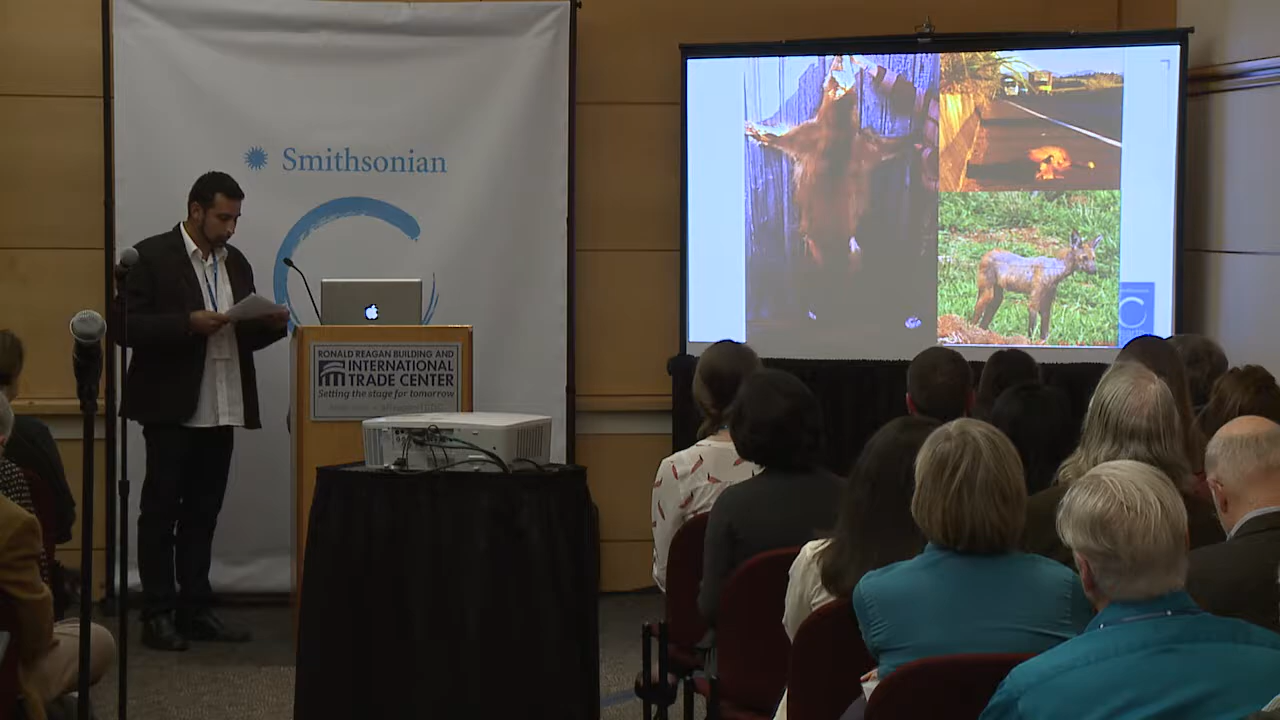 Smithsonian
RONALD REAGAN BUILDING AND
INTERNATIONAL
TRADE CENTER
Setting the stage for tomorrow
C